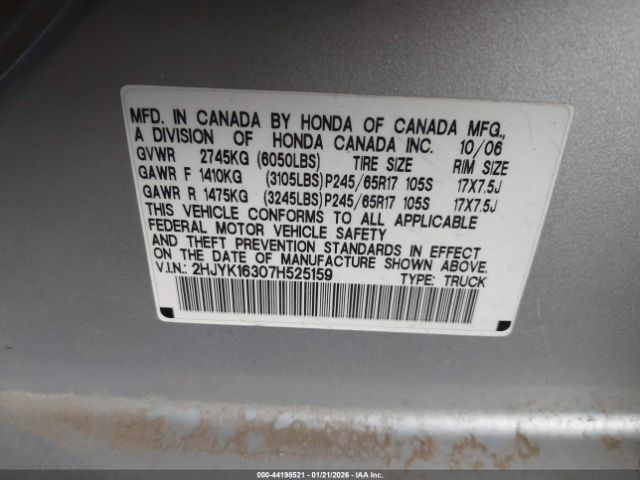 MFD. IN CANADA BY HONDA OF CANADA MFG.,
A DIVISION OF HONDA CANADA INC. 10/06
GVWR 2745KG (6050LBS) TIRE SIZE RIM SIZE
GAWR F 1410KG (3105LBS) P245/65R17 105S 17X7.5J
GAWR R 1475KG (3245LBS) P245/65R17 105S 17X7.5J
THIS VEHICLE CONFORMS TO ALL APPLICABLE
FEDERAL MOTOR VEHICLE SAFETY
AND THEFT PREVENTION STANDARDS IN EFFECT
ON THE DATE OF MANUFACTURE SHOWN ABOVE.
V.I.N.: 2HJYK16307H525159 TYPE: TRUCK
000-44198521 - 01/21/2026 - IAA Inc.